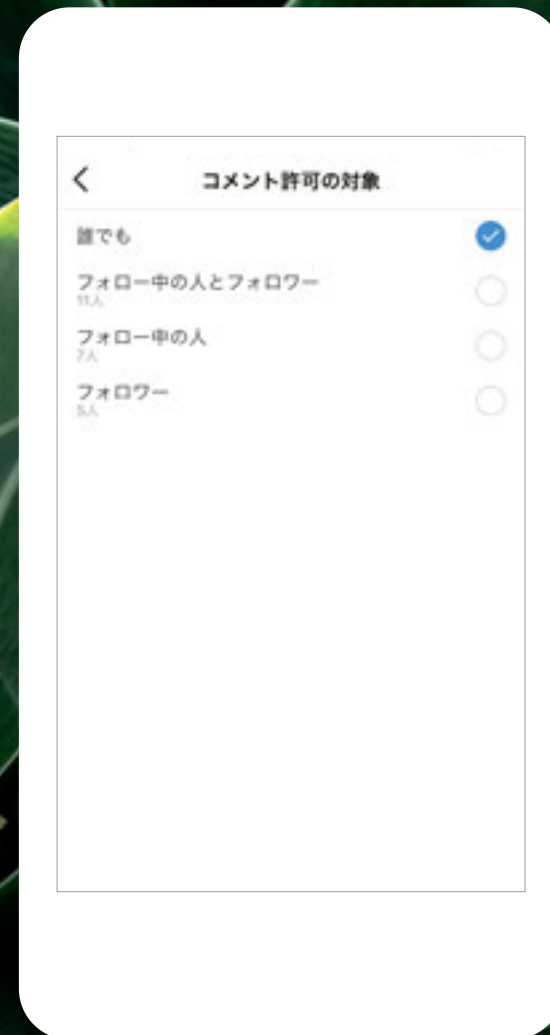 コメント許可の対象
誰でも
フォロー中の人とフォロワー
11人
フォロー中の人
7人
フォロワー
5人